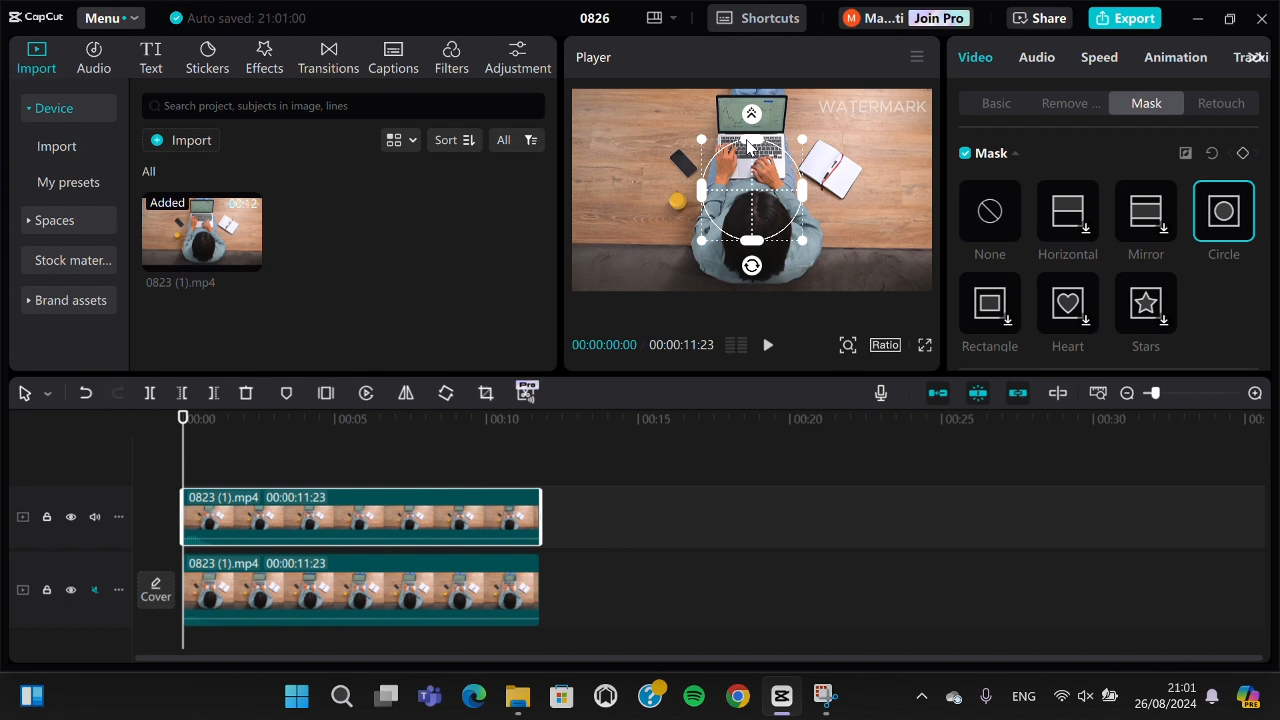 CapCut
Menu
Auto saved: 21:01:00
0826
Shortcuts
Ma...ti
Join Pro
Share
Export
Import
Audio
Text
Stickers
Effects
Transitions
Captions
Filters
Adjustment
Device
Import
My presets
Spaces
Stock mater...
Brand assets
Search project, subjects in image, lines
Import
Sort
All
All
Added
00:12
0823 (1).mp4
Player
WATERMARK
00:00:00:00
00:00:11:23
Ratio
Video
Audio
Speed
Animation
Basic
Remove ...
Mask
Retouch
Mask
None
Horizontal
Mirror
Circle
Rectangle
Heart
Stars
Pro
00:00
00:05
00:10
00:15
00:20
00:25
00:30
0823 (1).mp4 00:00:11:23
0823 (1).mp4 00:00:11:23
Cover
ENG
21:01
26/08/2024
PRE